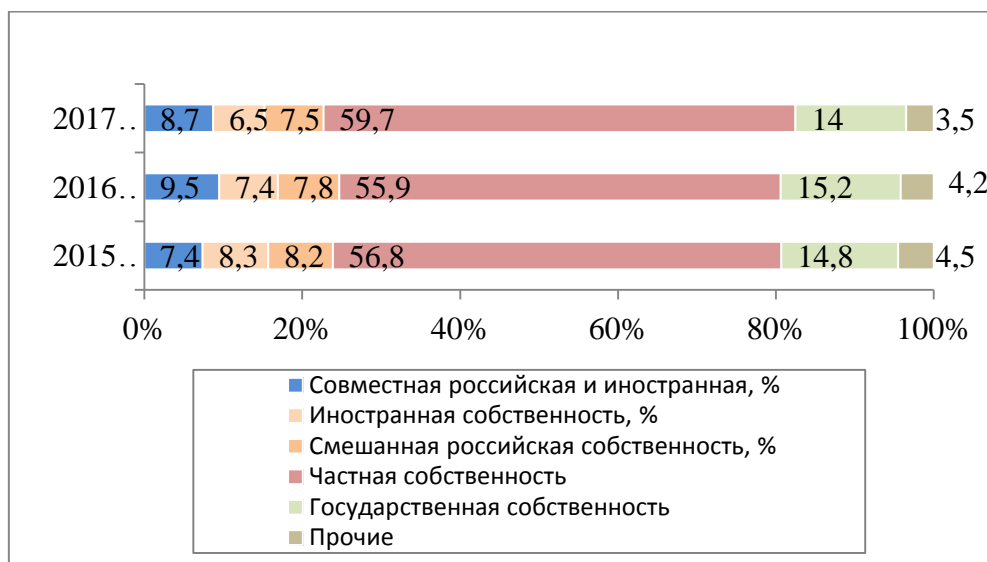 2017.. 8,7 6,5 7,5 59,7 14 3,5
2016.. 9,5 7,4 7,8 55,9 15,2 4,2
2015.. 7,4 8,3 8,2 56,8 14,8 4,5
0% 20% 40% 60% 80% 100%
Совместная российская и иностранная, %
Иностранная собственность, %
Смешанная российская собственность, %
Частная собственность
Государственная собственность
Прочие